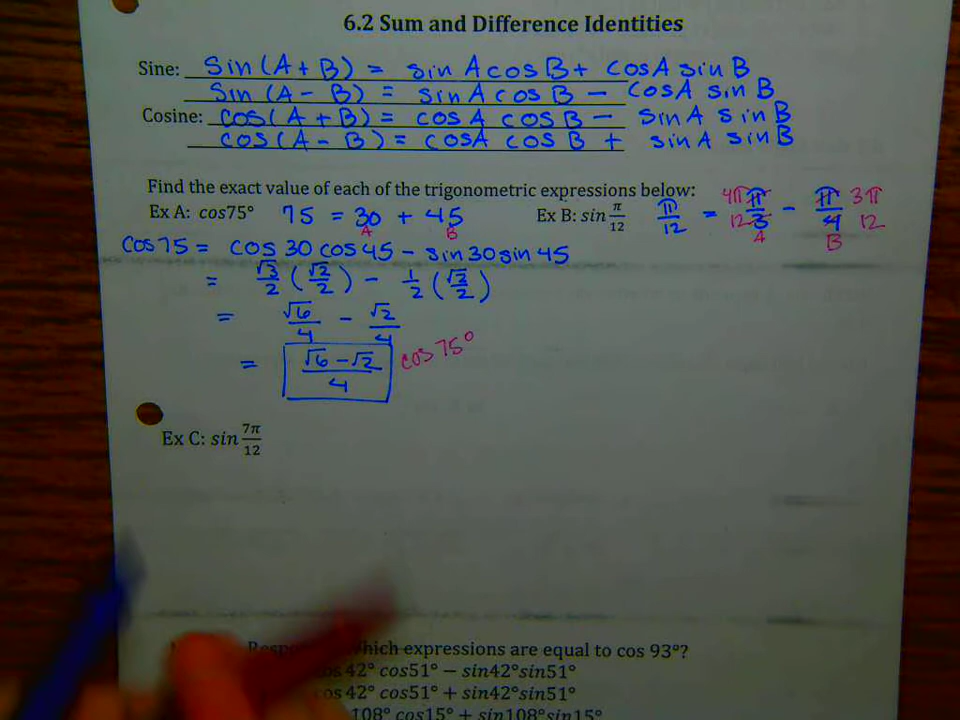 6.2 Sum and Difference Identities
Sine: Sin(A + B) = sin A cos B + cos A sin B
Sin (A - B) = sin A cos B - cos A sin B
Cosine: cos(A + B) = cos A cos B - sin A sin B
cos(A - B) = cos A cos B + sin A sin B
Find the exact value of each of the trigonometric expressions below:
Ex A: cos75° 75 = 30 + 45
A B
Ex B: sin π/12 π/12 = 4π/12 π/3 - π/4 3π/12
A B
cos 75 = cos 30 cos 45 - sin 30 sin 45
= √3/2 (√2/2) - 1/2 (√2/2)
= √6/4 - √2/4
= (√6 - √2)/4 cos 75°
Ex C: sin 7π/12
which expressions are equal to cos 93°?
cos 42° cos51° − sin42°sin51°
cos 42° cos51° + sin42°sin51°
108° cos15° + sin108°sin15°